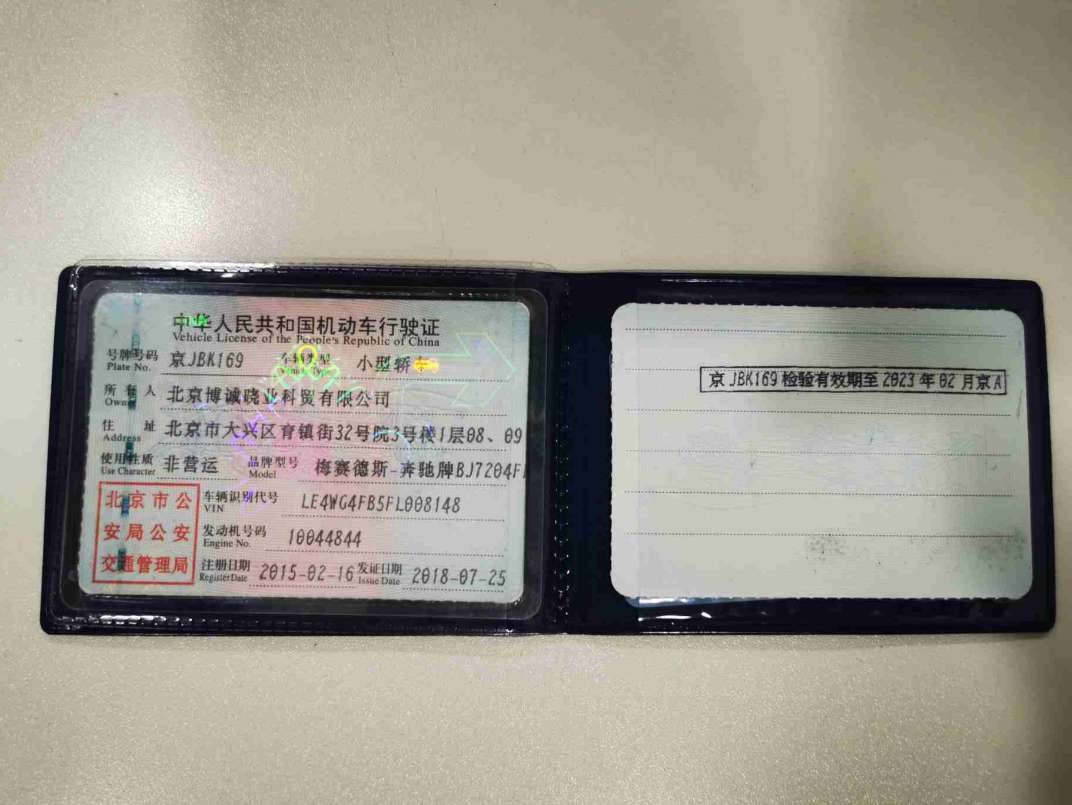 中华人民共和国机动车行驶证
Vehicle License of the People's Republic of China
号牌号码 京JBK169 车辆类型 小型轿车
Plate No. Vehicle Type
所有人 北京博诚晓业科贸有限公司
Owner
住址 北京市大兴区育镇街32号院3号楼1层08、09
Address
使用性质 非营运 品牌型号 梅赛德斯-奔驰牌BJ7204F
Use Character Model
车辆识别代号 LE4WG4FB5FL008148
VIN
发动机号码 10044844
Engine No.
注册日期 2015-02-16 发证日期 2018-07-25
Register Date Issue Date
北京市公
安局公安
交通管理局
京JBK169检验有效期至2023年02月京A